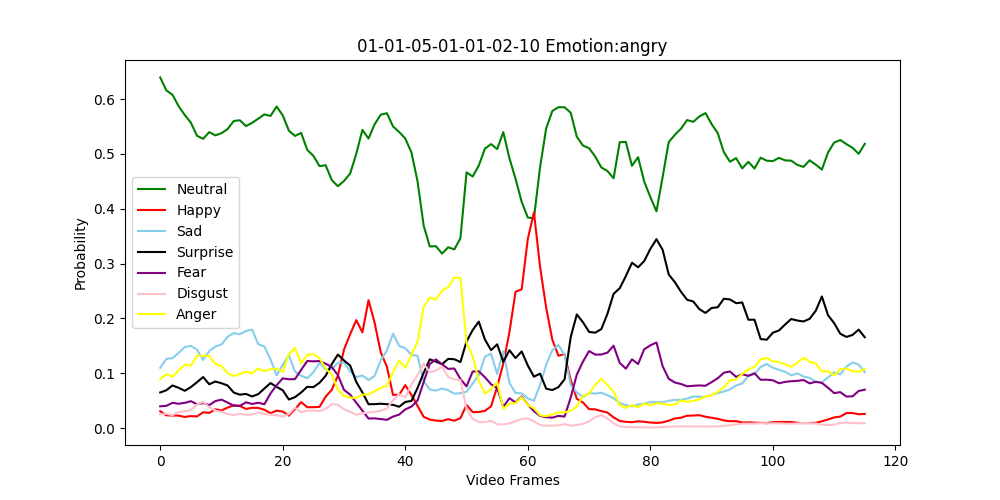 01-01-05-01-01-02-10 Emotion:angry
Probability
0.6
0.5
0.4
0.3
0.2
0.1
0.0
Neutral
Happy
Sad
Surprise
Fear
Disgust
Anger
0 20 40 60 80 100 120
Video Frames